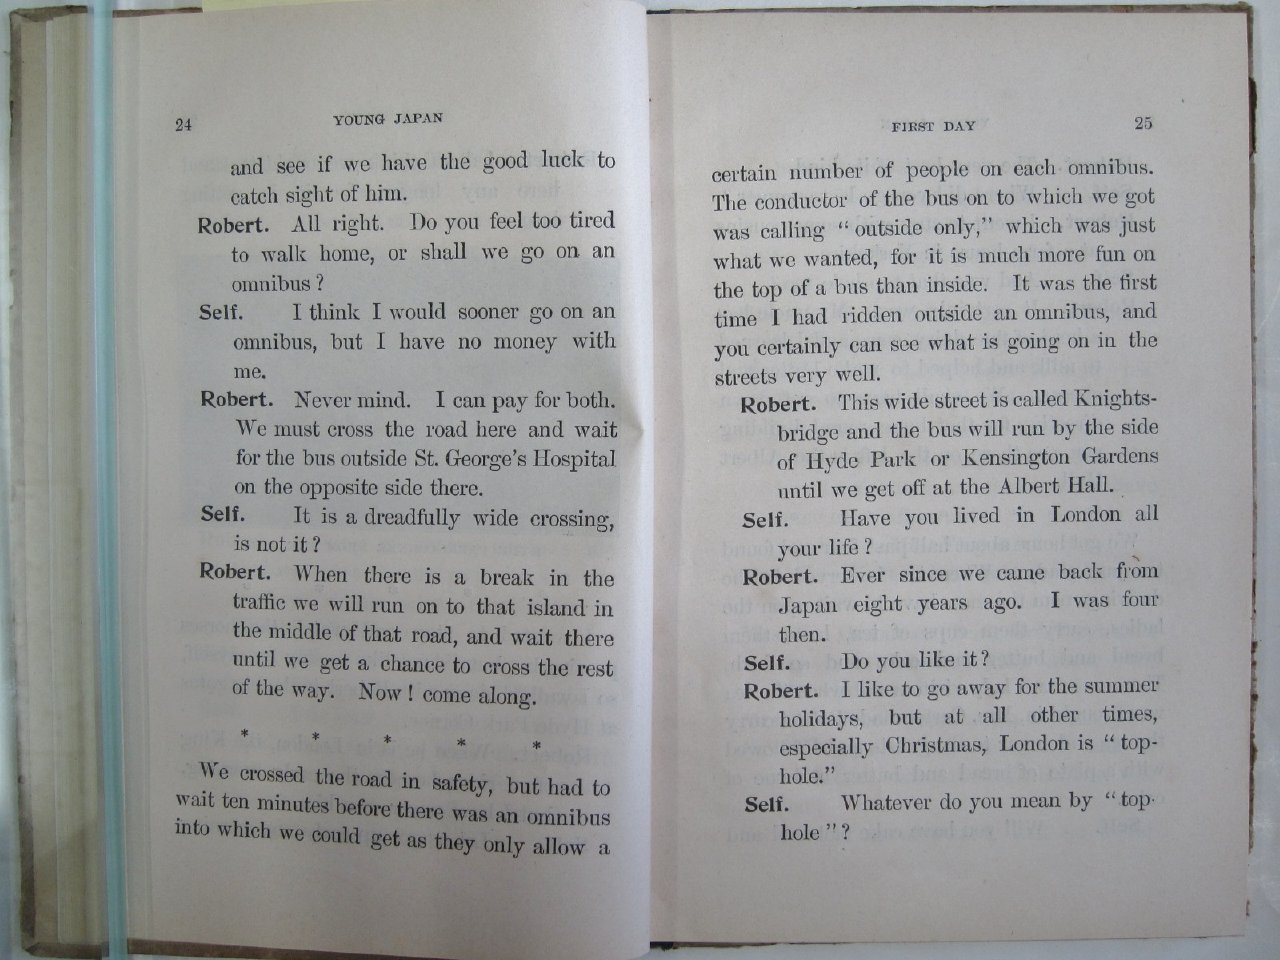 24
YOUNG JAPAN
and see if we have the good luck to
catch sight of him.
Robert. All right. Do you feel too tired
to walk home, or shall we go on an
omnibus?
Self. I think I would sooner go on an
omnibus, but I have no money with
me.
Robert. Never mind. I can pay for both.
We must cross the road here and wait
for the bus outside St. George's Hospital
on the opposite side there.
Self. It is a dreadfully wide crossing,
is not it?
Robert. When there is a break in the
traffic we will run on to that island in
the middle of that road, and wait there
until we get a chance to cross the rest
of the way. Now! come along.
* * * * *
We crossed the road in safety, but had to
wait ten minutes before there was an omnibus
into which we could get as they only allow a
FIRST DAY
25
certain number of people on each omnibus.
The conductor of the bus on to which we got
was calling "outside only," which was just
what we wanted, for it is much more fun on
the top of a bus than inside. It was the first
time I had ridden outside an omnibus, and
you certainly can see what is going on in the
streets very well.
Robert. This wide street is called Knights-
bridge and the bus will run by the side
of Hyde Park or Kensington Gardens
until we get off at the Albert Hall.
Self. Have you lived in London all
your life?
Robert. Ever since we came back from
Japan eight years ago. I was four
then.
Self. Do you like it?
Robert. I like to go away for the summer
holidays, but at all other times,
especially Christmas, London is "top-
hole."
Self. Whatever do you mean by "top-
hole"?